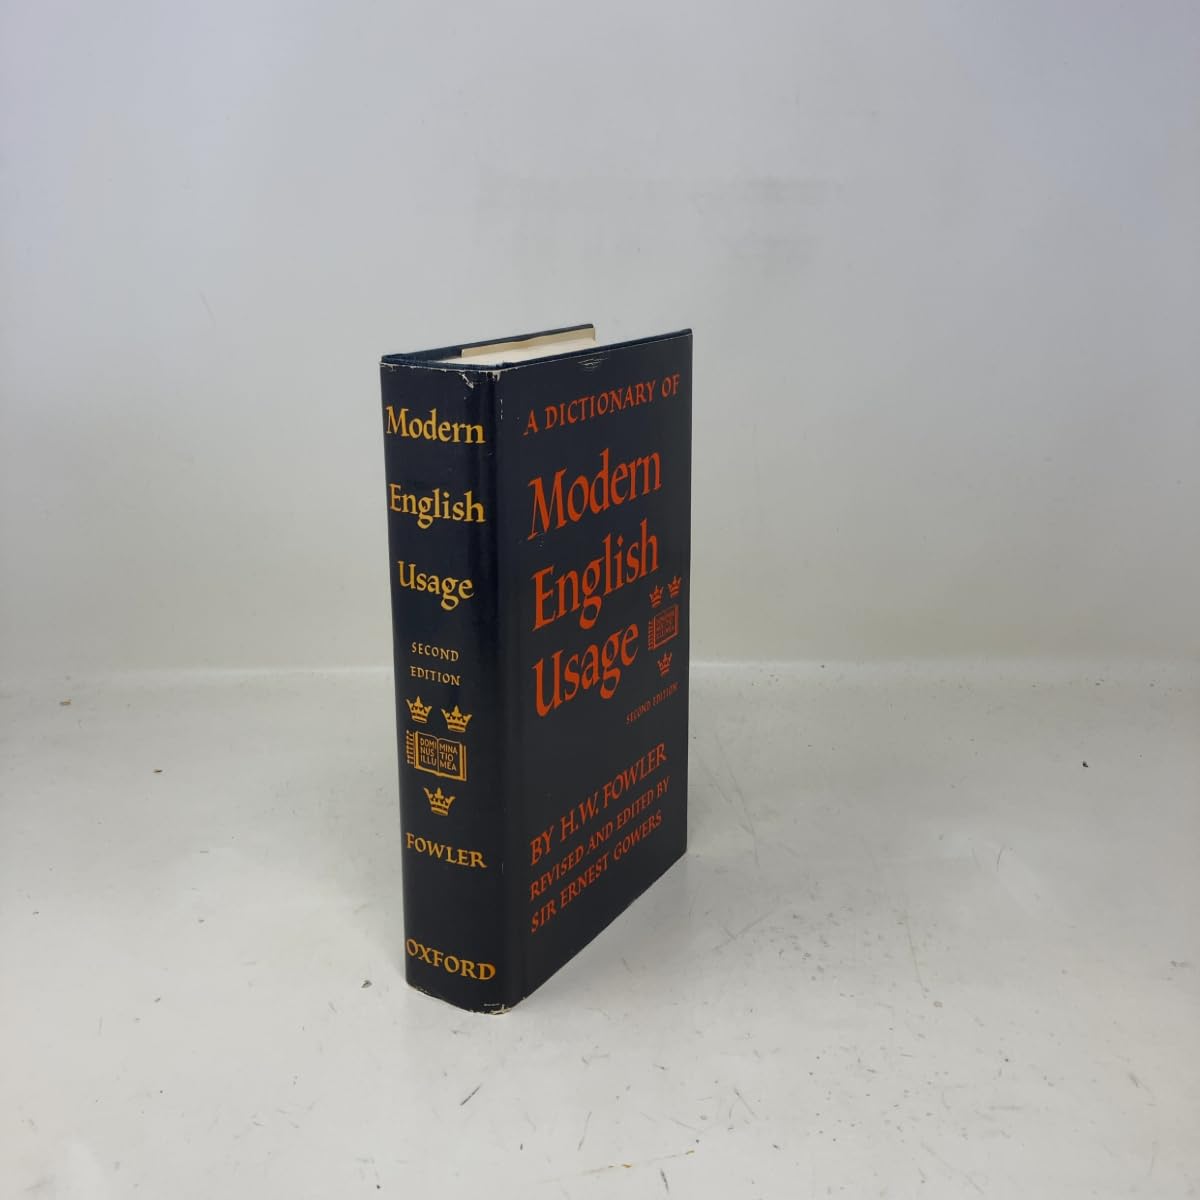 Modern
English
Usage
SECOND
EDITION
DOMI MINA
NUS TIO
ILLU MEA
FOWLER
OXFORD
A DICTIONARY OF
Modern
English
Usage
SECOND EDITION
BY H.W. FOWLER
REVISED AND EDITED BY
SIR ERNEST GOWERS